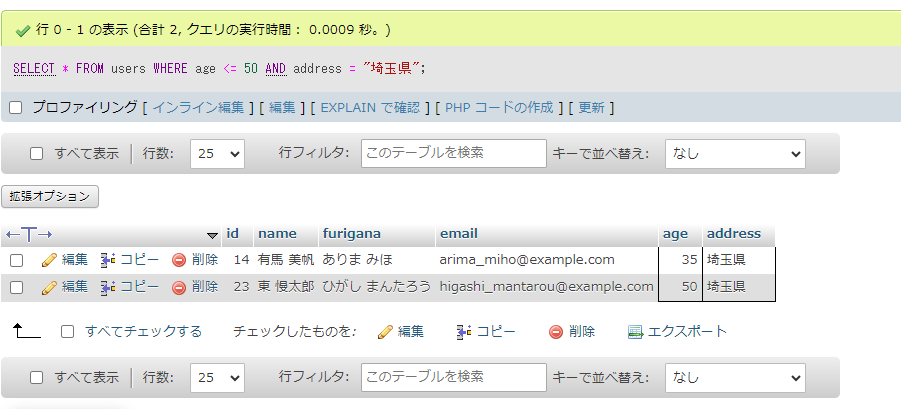 行 0 - 1 の表示 (合計 2, クエリの実行時間： 0.0009 秒。)
SELECT * FROM users WHERE age <= 50 AND address = "埼玉県";
プロファイリング [ インライン編集 ] [ 編集 ] [ EXPLAIN で確認 ] [ PHP コードの作成 ] [ 更新 ]
すべて表示 行数: 25 行フィルタ: このテーブルを検索 キーで並べ替え: なし
拡張オプション
←T→ id name furigana email age address
編集 コピー 削除 14 有馬 美帆 ありま みほ arima_miho@example.com 35 埼玉県
編集 コピー 削除 23 東 慢太郎 ひがし まんたろう higashi_mantarou@example.com 50 埼玉県
すべてチェックする チェックしたものを: 編集 コピー 削除 エクスポート
すべて表示 行数: 25 行フィルタ: このテーブルを検索 キーで並べ替え: なし